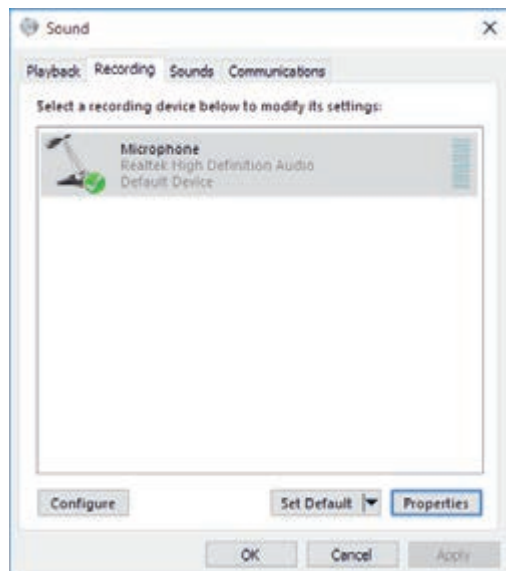 Sound
Playback Recording Sounds Communications
Select a recording device below to modify its settings:
Microphone
Realtek High Definition Audio
Default Device
Configure Set Default Properties
OK Cancel Apply